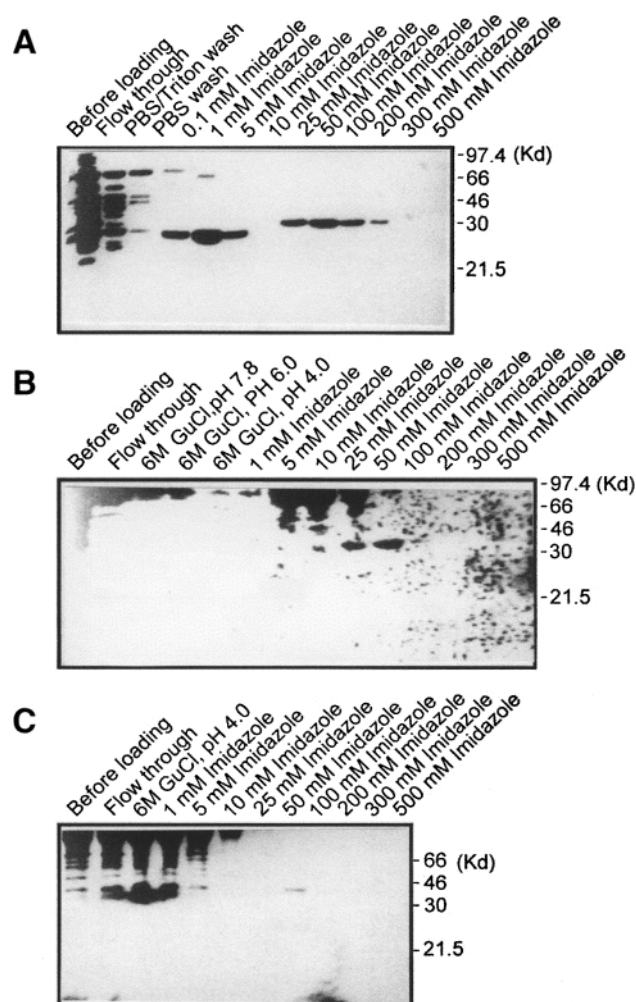 A
Before loading
Flow through
PBS/Triton wash
PBS wash
0.1 mM Imidazole
1 mM Imidazole
5 mM Imidazole
10 mM Imidazole
25 mM Imidazole
50 mM Imidazole
100 mM Imidazole
200 mM Imidazole
300 mM Imidazole
500 mM Imidazole
-97.4 (Kd)
-66
-46
-30
-21.5
B
Before loading
Flow through
6M GuCl,pH 7.8
6M GuCl, PH 6.0
6M GuCl, pH 4.0
1 mM Imidazole
5 mM Imidazole
10 mM Imidazole
25 mM Imidazole
50 mM Imidazole
100 mM Imidazole
200 mM Imidazole
300 mM Imidazole
500 mM Imidazole
-97.4 (Kd)
-66
-46
-30
-21.5
C
Before loading
Flow through
6M GuCl, pH 4.0
1 mM Imidazole
5 mM Imidazole
10 mM Imidazole
25 mM Imidazole
50 mM Imidazole
100 mM Imidazole
200 mM Imidazole
300 mM Imidazole
500 mM Imidazole
-66 (Kd)
-46
-30
-21.5